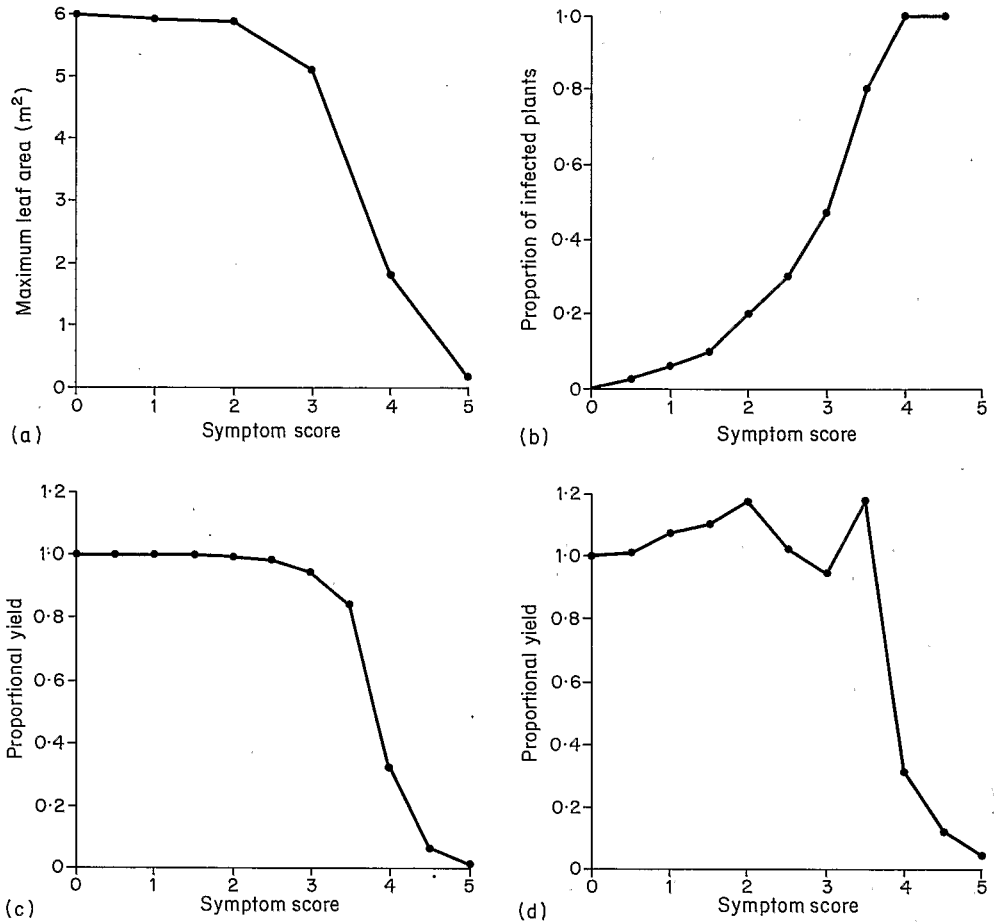 Maximum leaf area (m²)
6
5
4
3
2
1
0
0 1 2 3 4 5
Symptom score
(a)
Proportion of infected plants
1·0
0·8
0·6
0·4
0·2
0
0 1 2 3 4 5
Symptom score
(b)
Proportional yield
1·2
1·0
0·8
0·6
0·4
0·2
0
0 1 2 3 4 5
Symptom score
(c)
Proportional yield
1·2
1·0
0·8
0·6
0·4
0·2
0
0 1 2 3 4 5
Symptom score
(d)